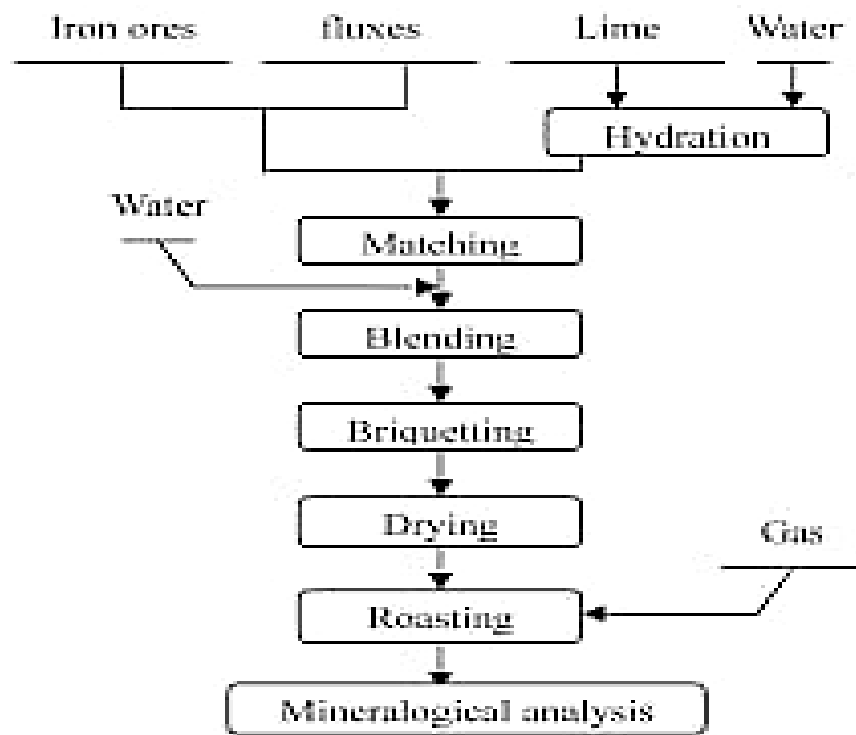 Iron ores fluxes Lime Water
Hydration
Water
Matching
Blending
Briquetting
Drying
Gas
Roasting
Mineralogical analysis